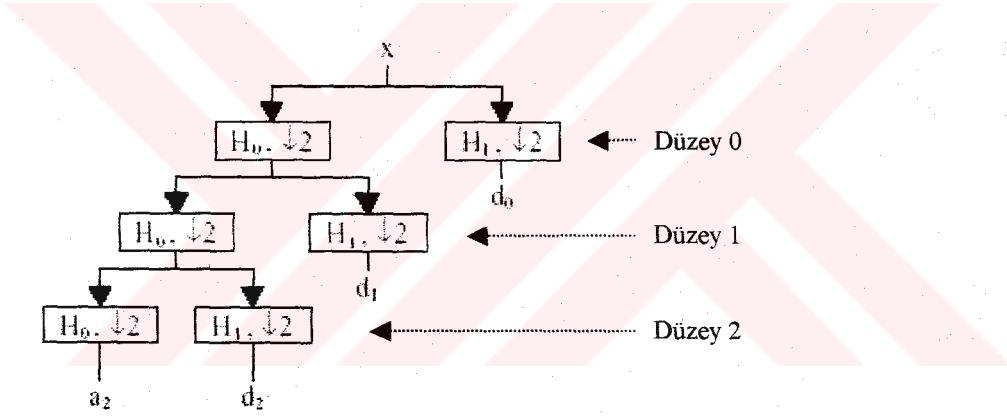 x
H₀, ↓2 H₁, ↓2 Düzey 0
d₀
H₀, ↓2 H₁, ↓2 Düzey 1
d₁
H₀, ↓2 H₁, ↓2 Düzey 2
a₂ d₂